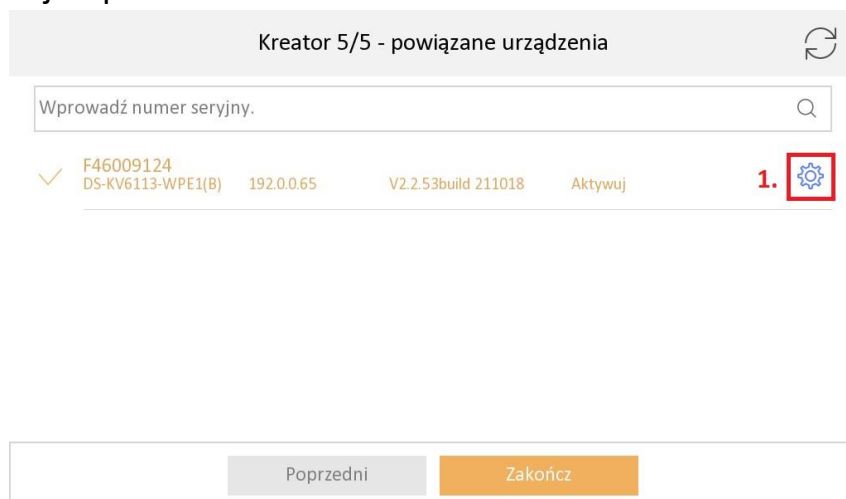 Kreator 5/5 - powiązane urządzenia
Wprowadź numer seryjny.
F46009124
DS-KV6113-WPE1(B) 192.0.0.65 V2.2.53build 211018 Aktywuj 1.
Poprzedni Zakończ